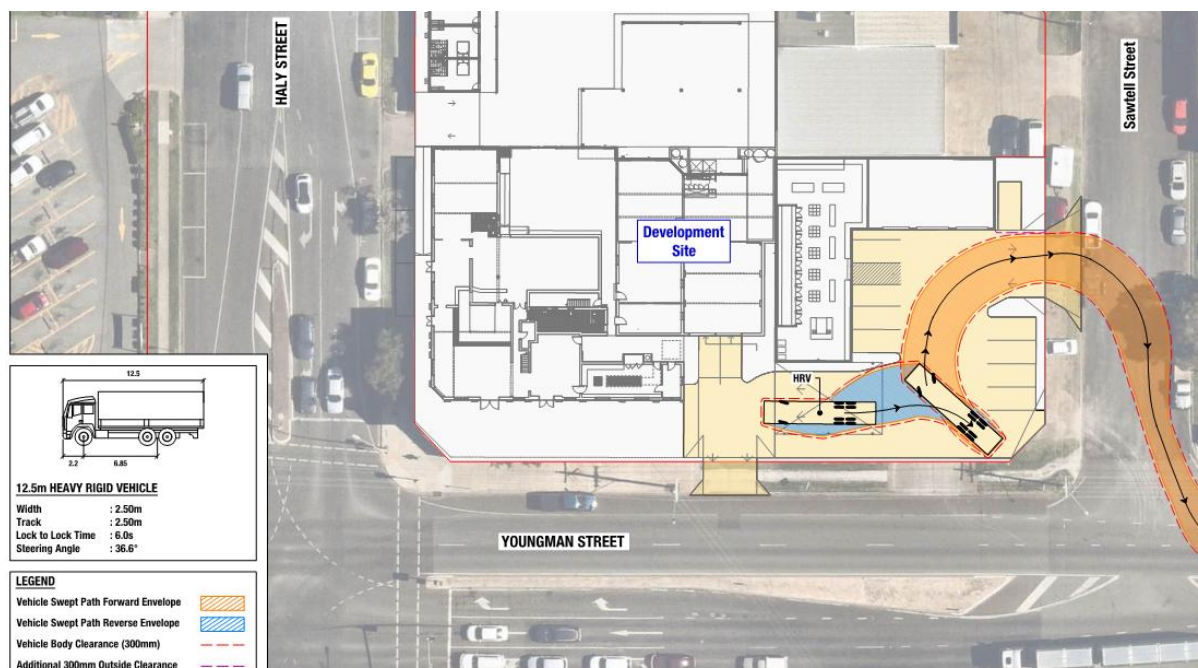 HALY STREET
Sawtell Street
Development
Site
HRV
12.5
2.2
6.85
12.5m HEAVY RIGID VEHICLE
Width : 2.50m
Track : 2.50m
Lock to Lock Time : 6.0s
Steering Angle : 36.6°
YOUNGMAN STREET
LEGEND
Vehicle Swept Path Forward Envelope
Vehicle Swept Path Reverse Envelope
Vehicle Body Clearance (300mm)
Additional 300mm Outside Clearance